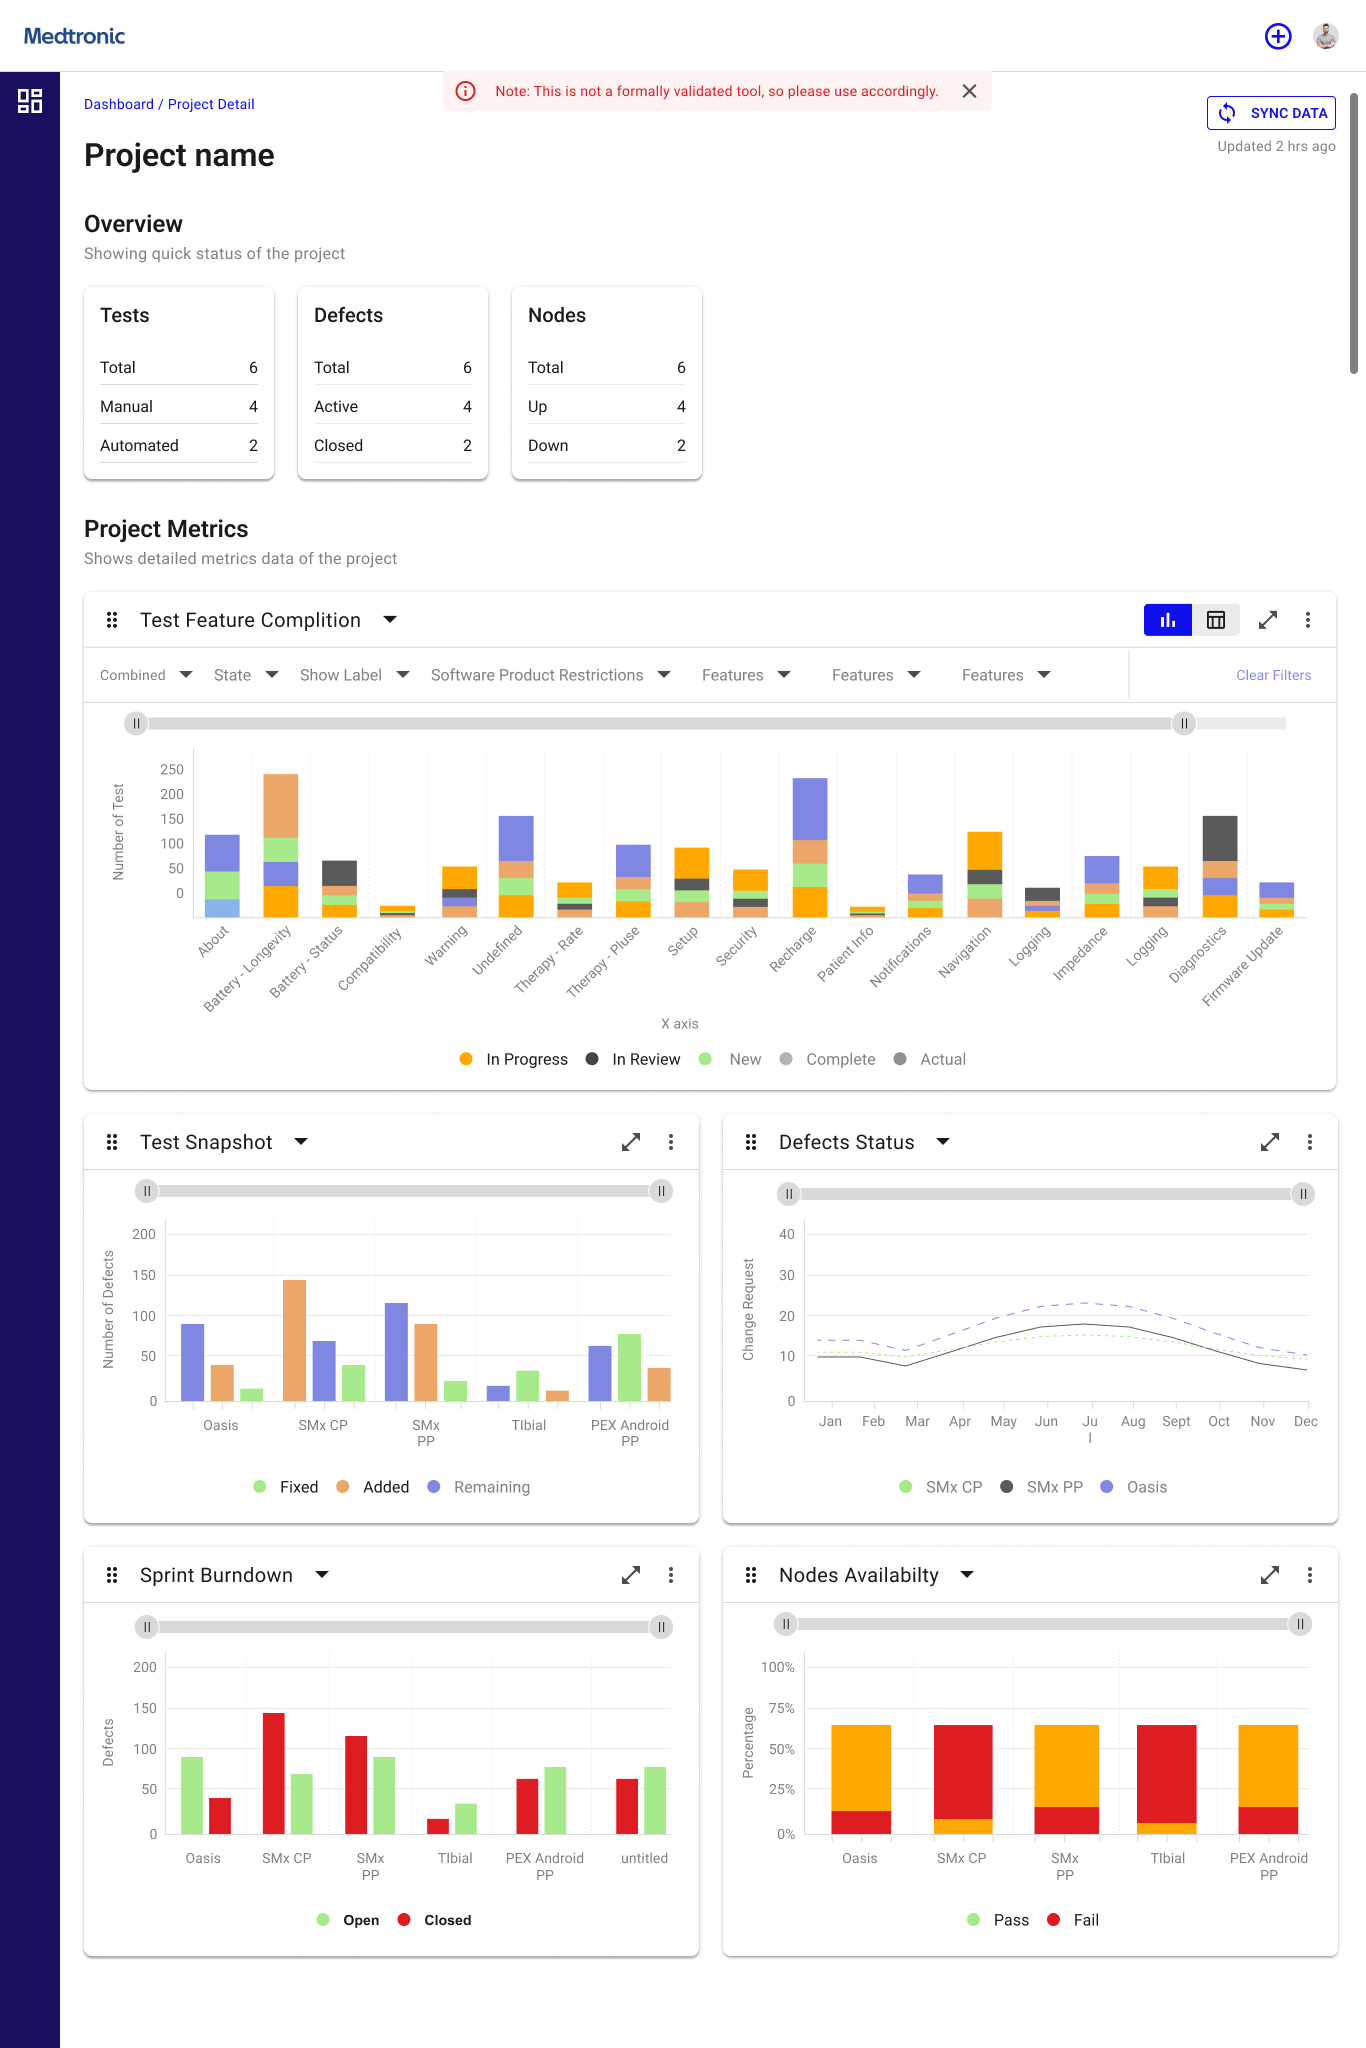 Medtronic
Note: This is not a formally validated tool, so please use accordingly.
Dashboard / Project Detail
SYNC DATA
Updated 2 hrs ago
Project name
Overview
Showing quick status of the project
Tests
Total 6
Manual 4
Automated 2
Defects
Total 6
Active 4
Closed 2
Nodes
Total 6
Up 4
Down 2
Project Metrics
Shows detailed metrics data of the project
Test Feature Complition
Combined State Show Label Software Product Restrictions Features Features Features Clear Filters
Number of Test
250
200
150
100
50
0
About
Battery - Longevity
Battery - Status
Compatibility
Warning
Undefined
Therapy - Rate
Therapy - Pluse
Setup
Security
Recharge
Patient Info
Notifications
Navigation
Logging
Impedance
Logging
Diagnostics
Firmware Update
X axis
In Progress In Review New Complete Actual
Test Snapshot
Number of Defects
200
150
100
50
0
Oasis
SMx CP
SMx
PP
TIbial
PEX Android
PP
Fixed Added Remaining
Defects Status
Change Request
40
30
20
10
0
Jan Feb Mar Apr May Jun Ju
l
Aug Sept Oct Nov Dec
SMx CP SMx PP Oasis
Sprint Burndown
Defects
200
150
100
50
0
Oasis
SMx CP
SMx
PP
TIbial
PEX Android
PP
untitled
Open Closed
Nodes Availabilty
Percentage
100%
75%
50%
25%
0%
Oasis
SMx CP
SMx
PP
TIbial
PEX Android
PP
Pass Fail